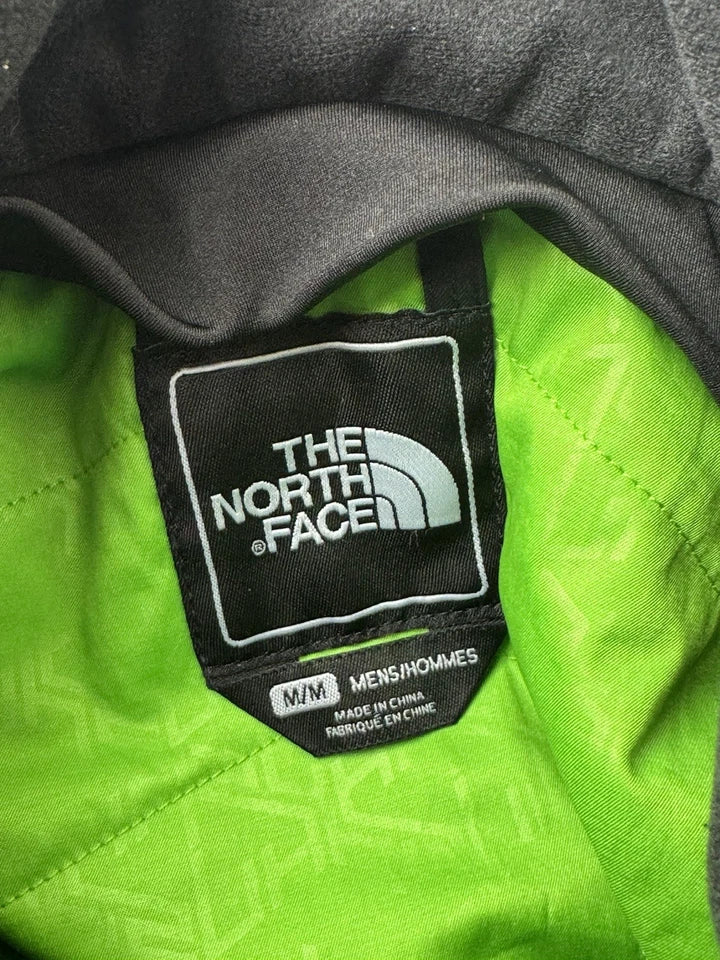 THE
NORTH
FACE
®
M/M MENS/HOMMES
MADE IN CHINA
FABRIQUÉ EN CHINE